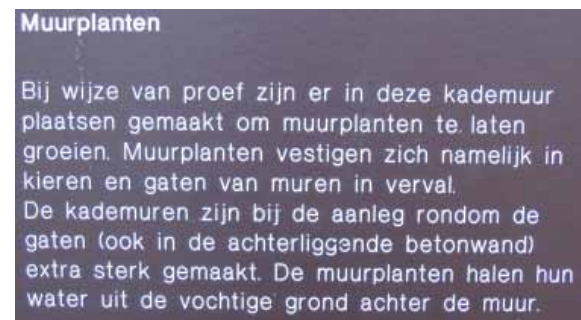 Muurplanten
Bij wijze van proef zijn er in deze kademuur
plaatsen gemaakt om muurplanten te laten
groeien. Muurplanten vestigen zich namelijk in
kieren en gaten van muren in verval.
De kademuren zijn bij de aanleg rondom de
gaten (ook in de achterliggende betonwand)
extra sterk gemaakt. De muurplanten halen hun
water uit de vochtige grond achter de muur.